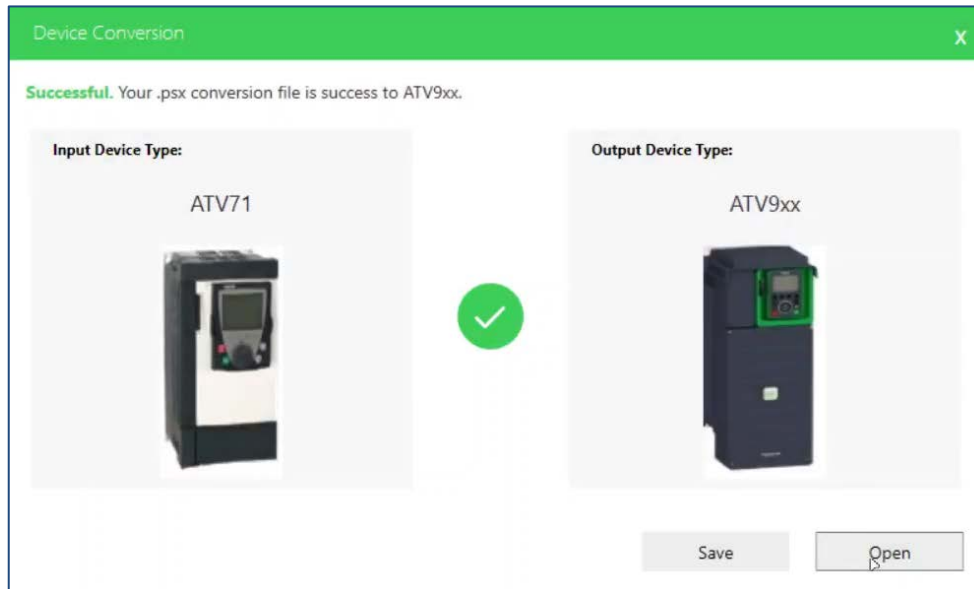 Device Conversion
X
Successful. Your .psx conversion file is success to ATV9xx.
Input Device Type:
Output Device Type:
ATV71
ATV9xx
Save
Open